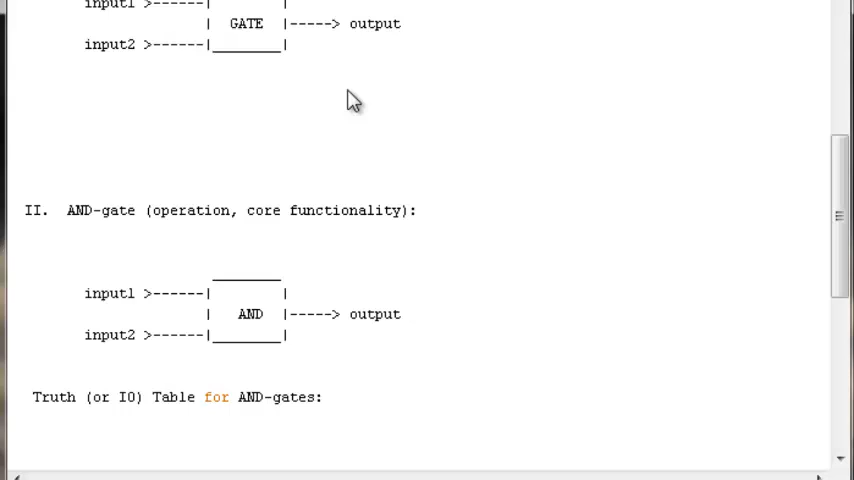 input1 >------|         |
|  GATE  |-----> output
input2 >------|________|
II.  AND-gate (operation, core functionality):
________
input1 >------|         |
|   AND  |-----> output
input2 >------|________|
Truth (or IO) Table for AND-gates: